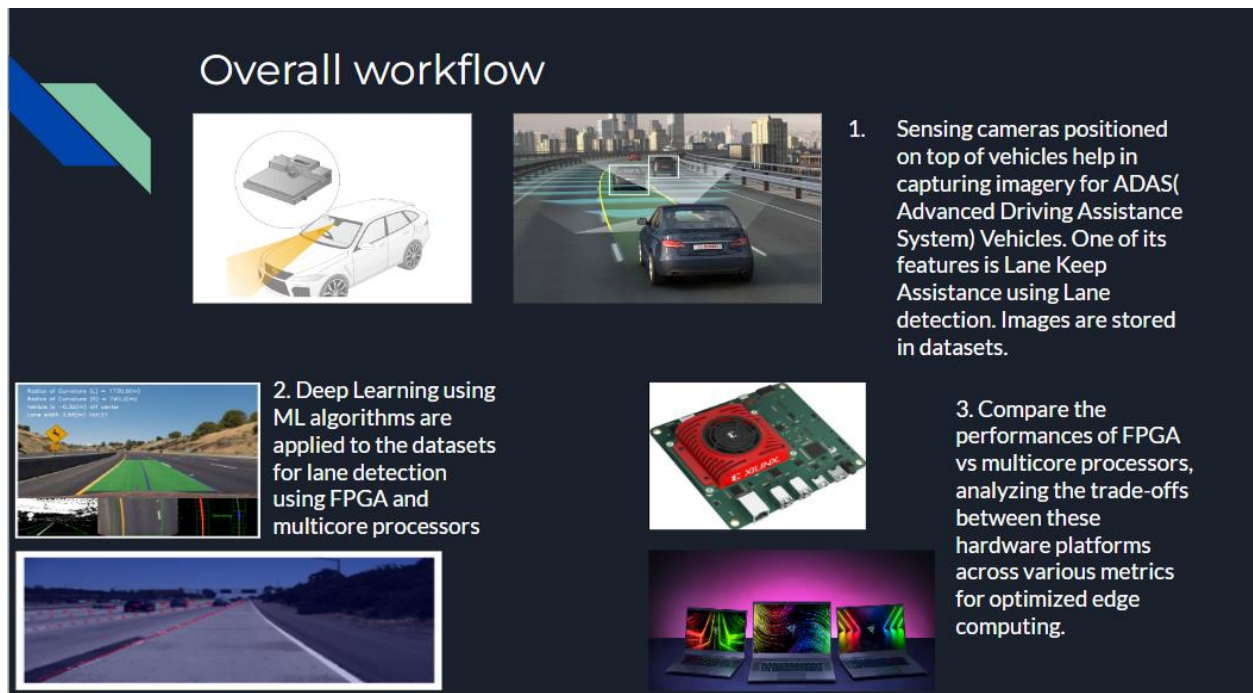 Overall workflow
1. Sensing cameras positioned
on top of vehicles help in
capturing imagery for ADAS(
Advanced Driving Assistance
System) Vehicles. One of its
features is Lane Keep
Assistance using Lane
detection. Images are stored
in datasets.
2. Deep Learning using
ML algorithms are
applied to the datasets
for lane detection
using FPGA and
multicore processors
XILINX
3. Compare the
performances of FPGA
vs multicore processors,
analyzing the trade-offs
between these
hardware platforms
across various metrics
for optimized edge
computing.